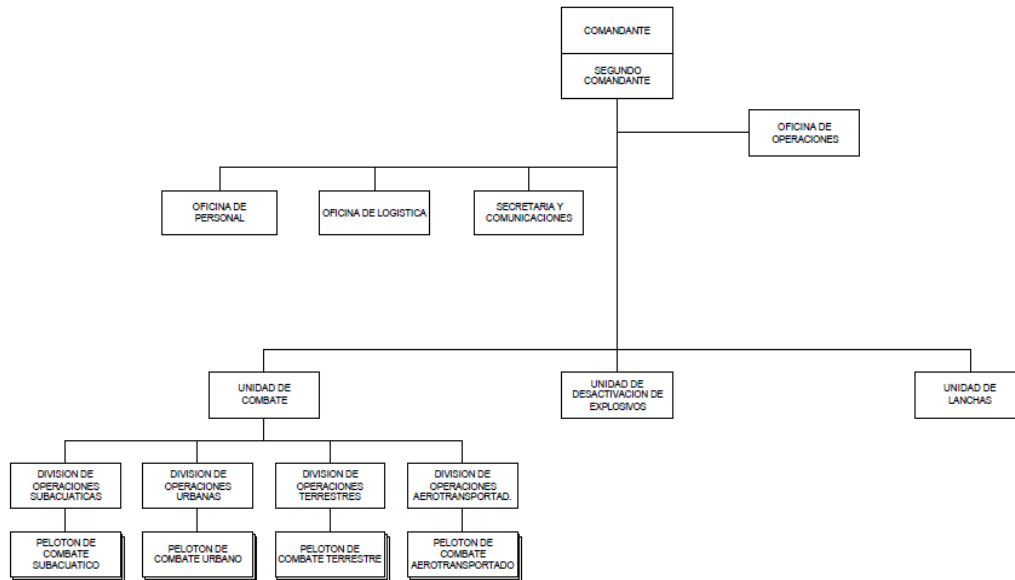 COMANDANTE
SEGUNDO
COMANDANTE
OFICINA DE
OPERACIONES
OFICINA DE
PERSONAL
OFICINA DE LOGISTICA
SECRETARIA Y
COMUNICACIONES
UNIDAD DE
COMBATE
UNIDAD DE
DESACTIVACION DE
EXPLOSIVOS
UNIDAD DE
LANCHAS
DIVISION DE
OPERACIONES
SUBACUATICAS
DIVISION DE
OPERACIONES
URBANAS
DIVISION DE
OPERACIONES
TERRESTRES
DIVISION DE
OPERACIONES
AEROTRANSPORTAD.
PELOTON DE
COMBATE
SUBACUATICO
PELOTON DE
COMBATE URBANO
PELOTON DE
COMBATE TERRESTRE
PELOTON DE
COMBATE
AEROTRANSPORTADO